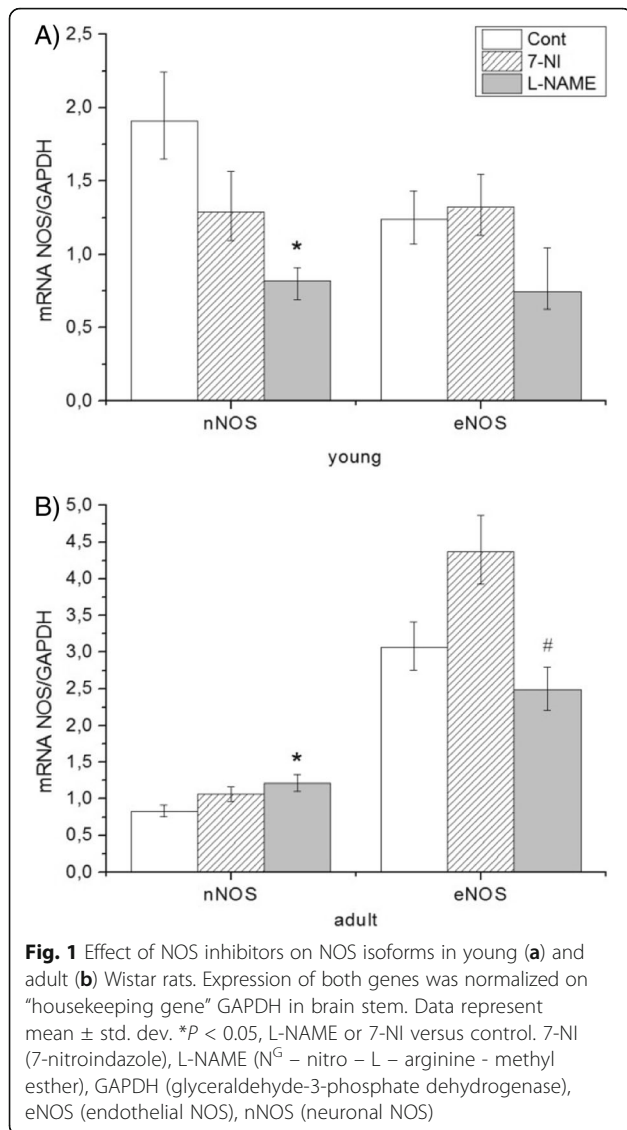 A)
2,5
2,0
1,5
1,0
0,5
0,0
mRNA NOS/GAPDH
Cont
7-NI
L-NAME
*
nNOS eNOS
young
B)
5,0
4,5
4,0
3,5
3,0
2,5
2,0
1,5
1,0
0,5
0,0
mRNA NOS/GAPDH
*
#
nNOS eNOS
adult
Fig. 1 Effect of NOS inhibitors on NOS isoforms in young (a) and
adult (b) Wistar rats. Expression of both genes was normalized on
“housekeeping gene” GAPDH in brain stem. Data represent
mean ± std. dev. *P < 0.05, L-NAME or 7-NI versus control. 7-NI
(7-nitroindazole), L-NAME (N^G – nitro – L – arginine - methyl
esther), GAPDH (glyceraldehyde-3-phosphate dehydrogenase),
eNOS (endothelial NOS), nNOS (neuronal NOS)